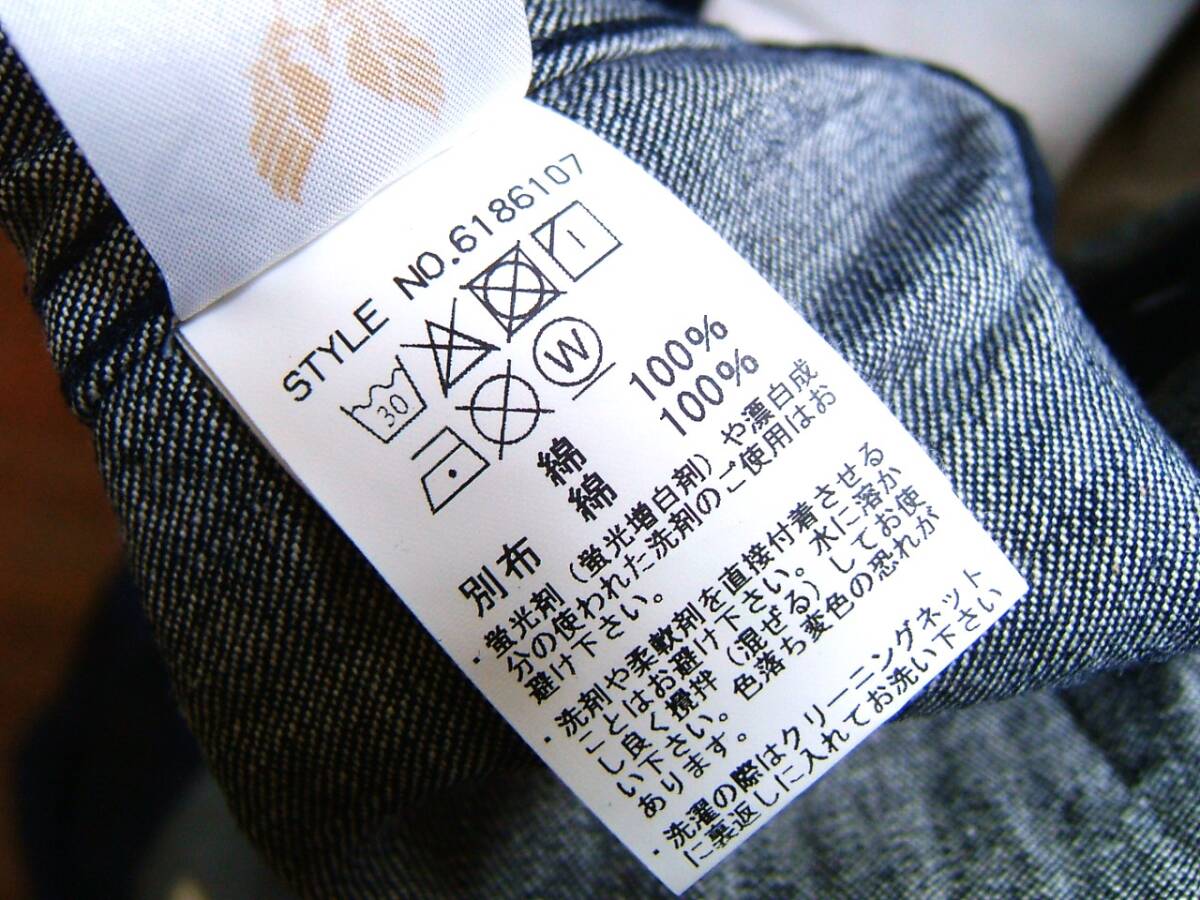 STYLE NO.6186107
30
W
綿 100%
別布 綿 100%
・蛍光剤（蛍光増白剤）や漂白成
分の使われた洗剤のご使用はお
避け下さい。
・洗剤や柔軟剤を直接付着させる
ことはお避け下さい。水に溶か
し良く攪拌（混ぜる）してお使
い下さい。色落ち変色の恐れが
あります。
・洗濯の際はクリーニングネット
に裏返しに入れてお洗い下さい